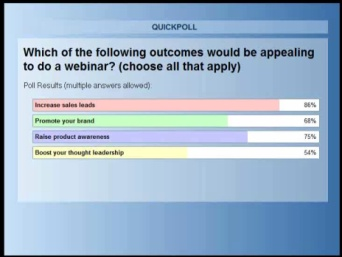 QUICKPOLL
Which of the following outcomes would be appealing
to do a webinar? (choose all that apply)
Poll Results (multiple answers allowed):
Increase sales leads 86%
Promote your brand 68%
Raise product awareness 75%
Boost your thought leadership 54%